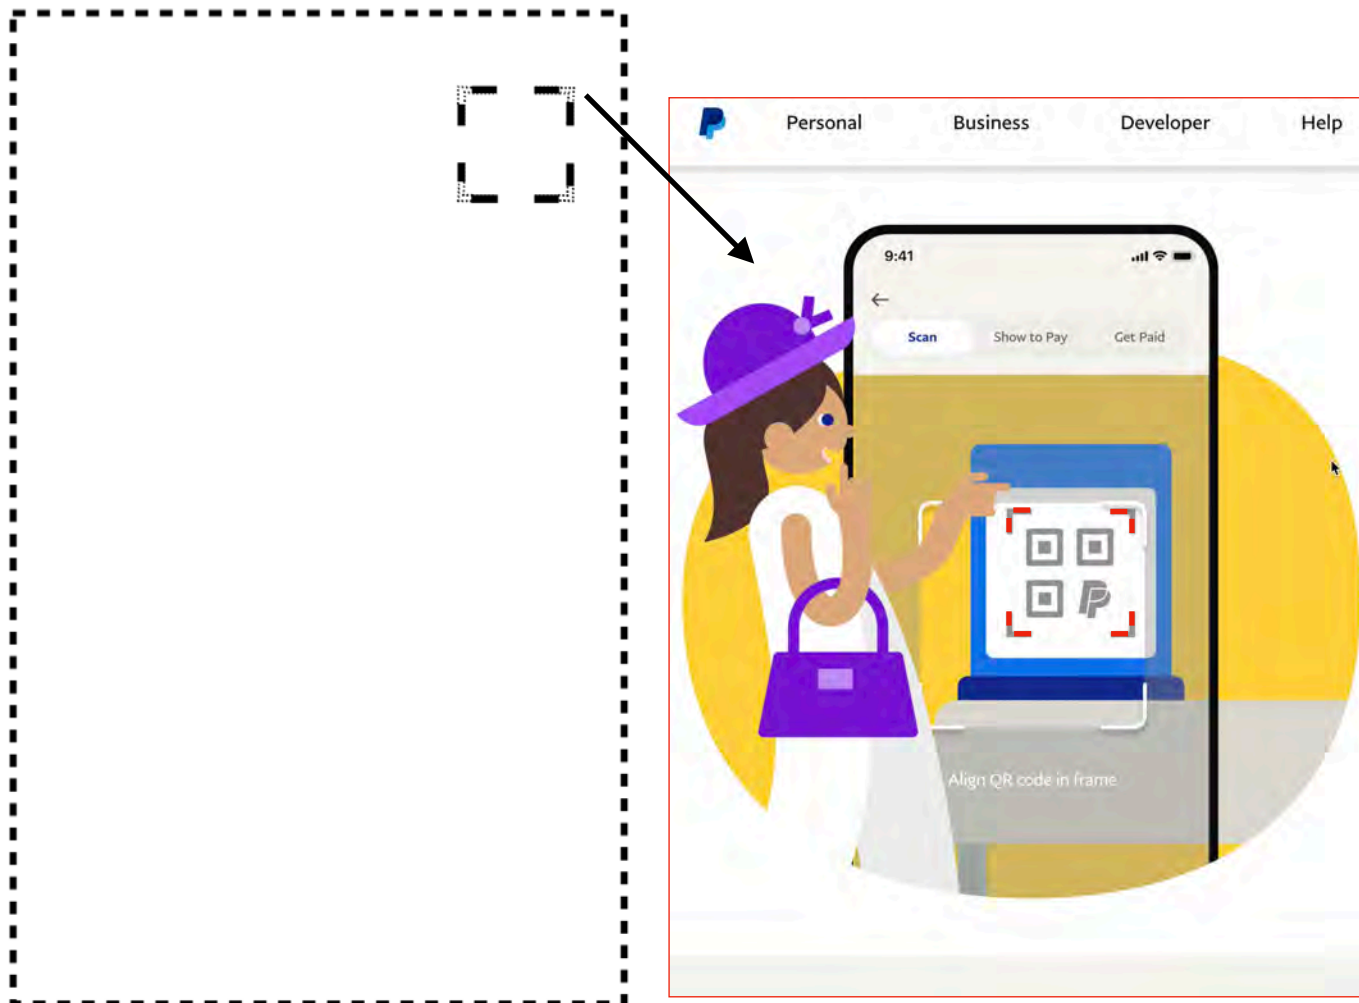 Personal Business Developer Help
9:41
Scan Show to Pay Get Paid
Align QR code in frame